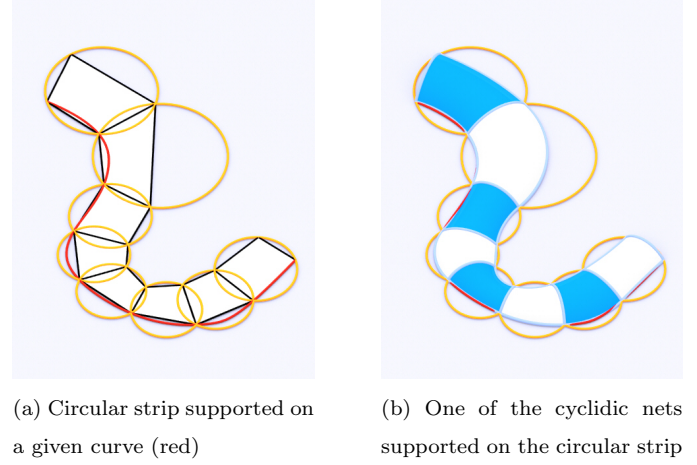 (a) Circular strip supported on
a given curve (red)
(b) One of the cyclidic nets
supported on the circular strip